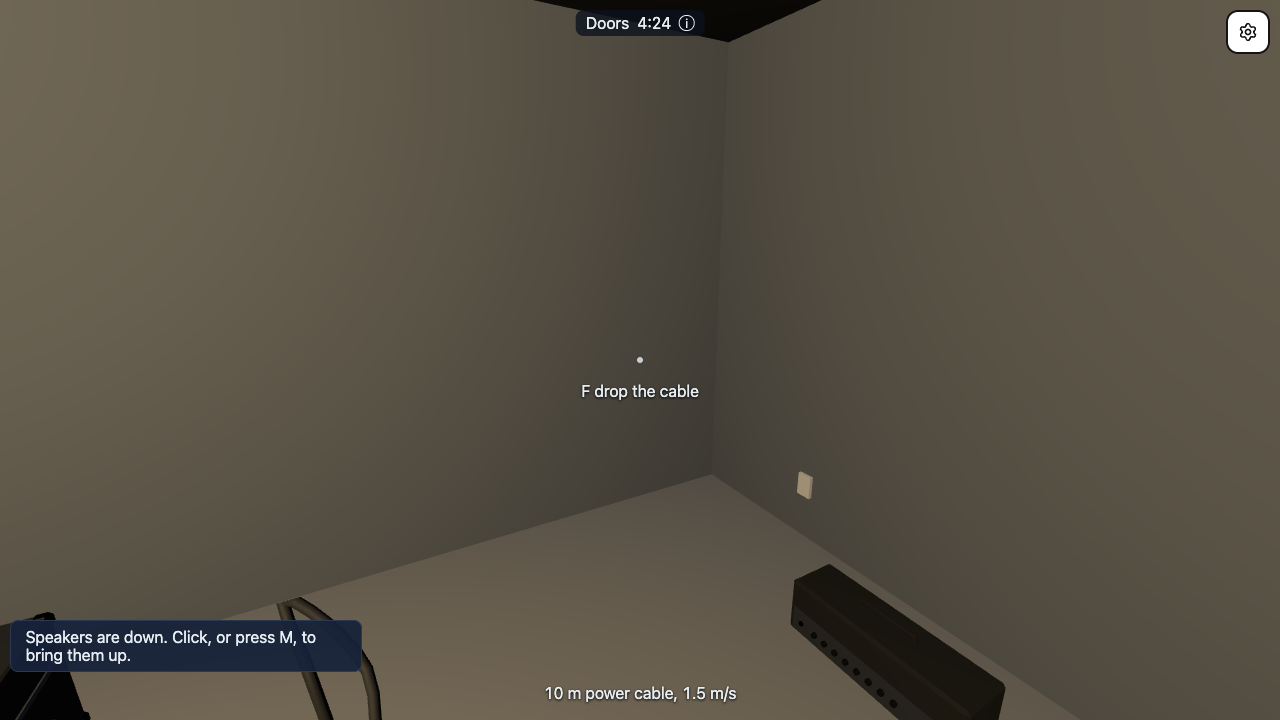 Doors 4:24 ⓘ
F drop the cable
Speakers are down. Click, or press M, to
bring them up.
10 m power cable, 1.5 m/s